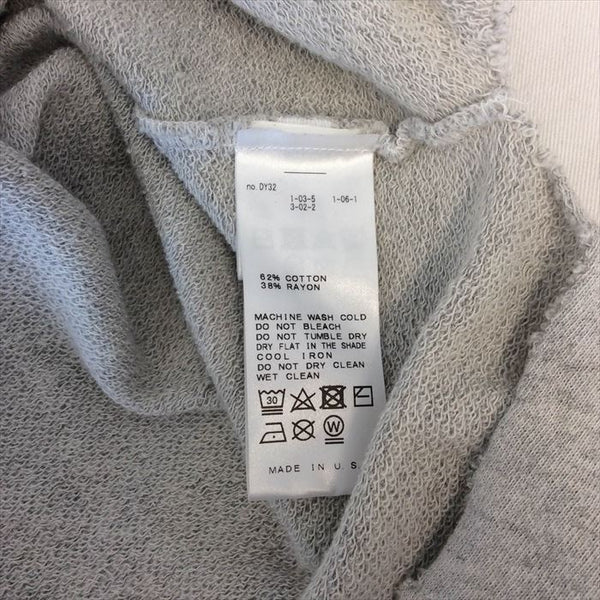 no. DY32
1-03-5 1-06-1
3-02-2
62% COTTON
38% RAYON
MACHINE WASH COLD
DO NOT BLEACH
DO NOT TUMBLE DRY
DRY FLAT IN THE SHADE
COOL IRON
DO NOT DRY CLEAN
WET CLEAN
30
W
MADE IN U.S.